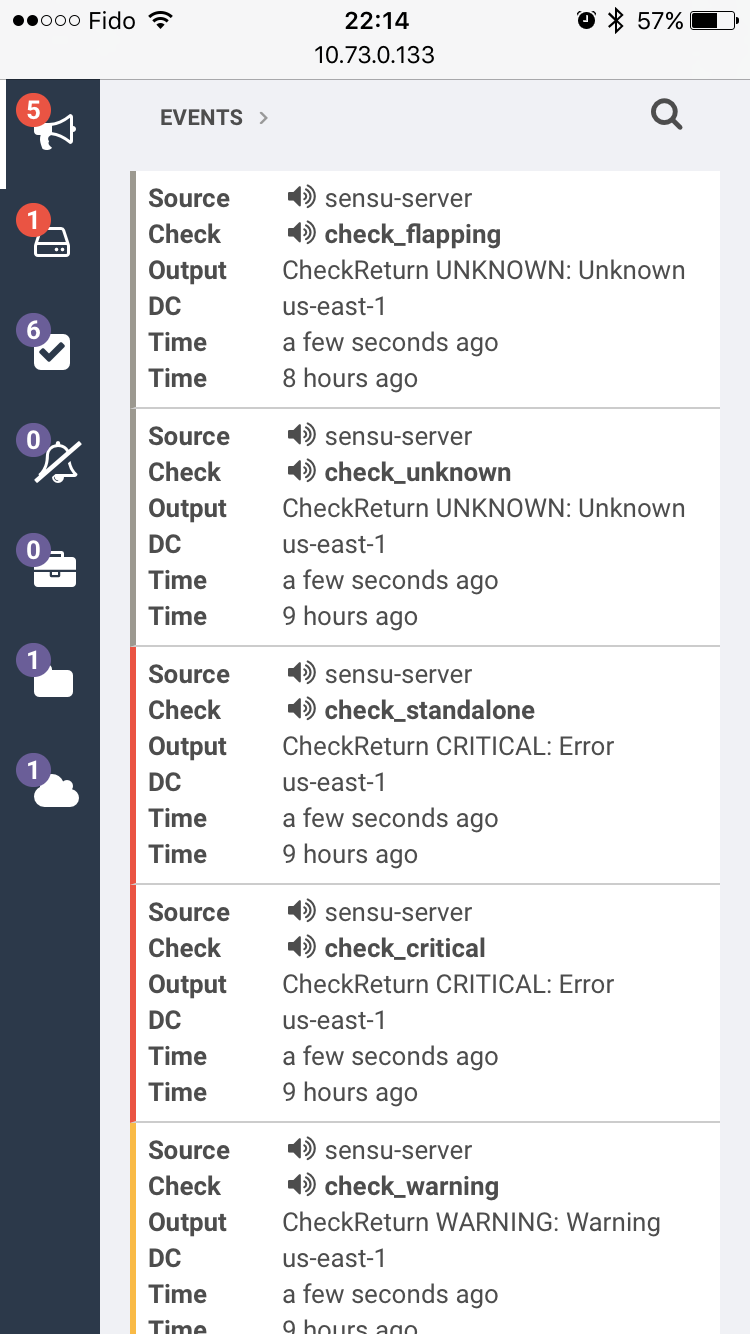 Fido 22:14 57%
10.73.0.133
5
1
6
0
0
1
1
EVENTS
Source sensu-server
Check check_flapping
Output CheckReturn UNKNOWN: Unknown
DC us-east-1
Time a few seconds ago
Time 8 hours ago
Source sensu-server
Check check_unknown
Output CheckReturn UNKNOWN: Unknown
DC us-east-1
Time a few seconds ago
Time 9 hours ago
Source sensu-server
Check check_standalone
Output CheckReturn CRITICAL: Error
DC us-east-1
Time a few seconds ago
Time 9 hours ago
Source sensu-server
Check check_critical
Output CheckReturn CRITICAL: Error
DC us-east-1
Time a few seconds ago
Time 9 hours ago
Source sensu-server
Check check_warning
Output CheckReturn WARNING: Warning
DC us-east-1
Time a few seconds ago
Time 9 hours ago